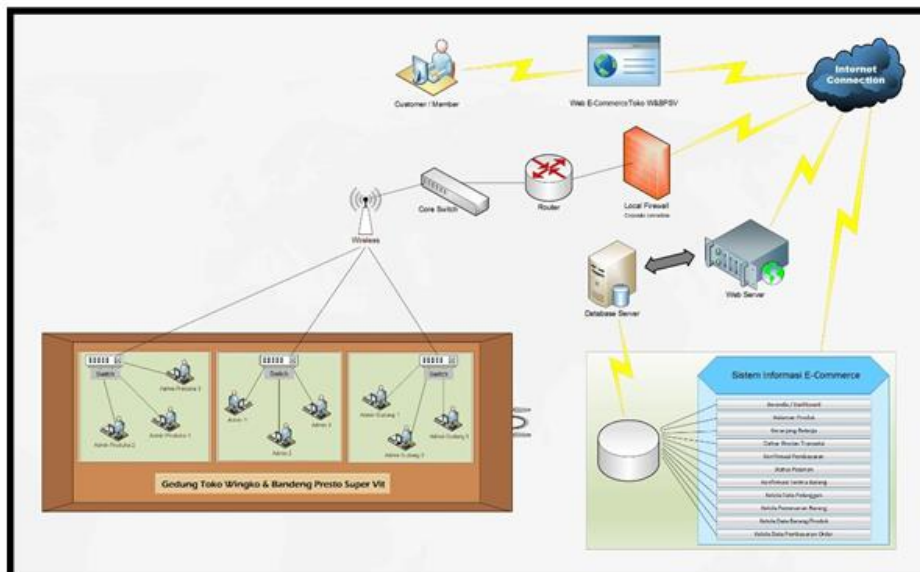 Customer / Member
Web E-CommerceToko W&BPSV
Internet
Connection
Core Switch
Router
Local Firewall
Wireless
Database Server
Web Server
Switch
Switch
Switch
Admin Produksi 3
Admin Produksi 2
Admin Produksi 1
Admin 1
Admin 2
Admin 3
Admin Gudang 1
Admin Gudang 2
Admin Gudang 3
Gedung Toko Wingko & Bandeng Presto Super Vit
Sistem Informasi E-Commerce
Beranda / Dashboard
Halaman Produk
Keranjang Belanja
Daftar Rincian Transaksi
Konfirmasi Pembayaran
Status Pesanan
Konfirmasi Terima Barang
Kelola Data Pelanggan
Kelola Pemesanan Barang
Kelola Data Barang/Produk
Kelola Data Pembayaran Order